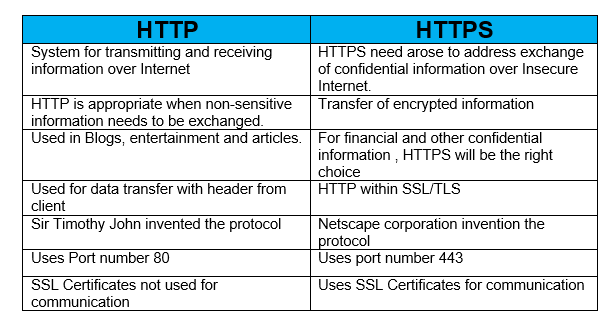 HTTP HTTPS
System for transmitting and receiving
information over Internet
HTTPS need arose to address exchange
of confidential information over Insecure
Internet.
HTTP is appropriate when non-sensitive
information needs to be exchanged.
Transfer of encrypted information
Used in Blogs, entertainment and articles.
For financial and other confidential
information , HTTPS will be the right
choice
Used for data transfer with header from
client
HTTP within SSL/TLS
Sir Timothy John invented the protocol
Netscape corporation invention the
protocol
Uses Port number 80
Uses port number 443
SSL Certificates not used for
communication
Uses SSL Certificates for communication